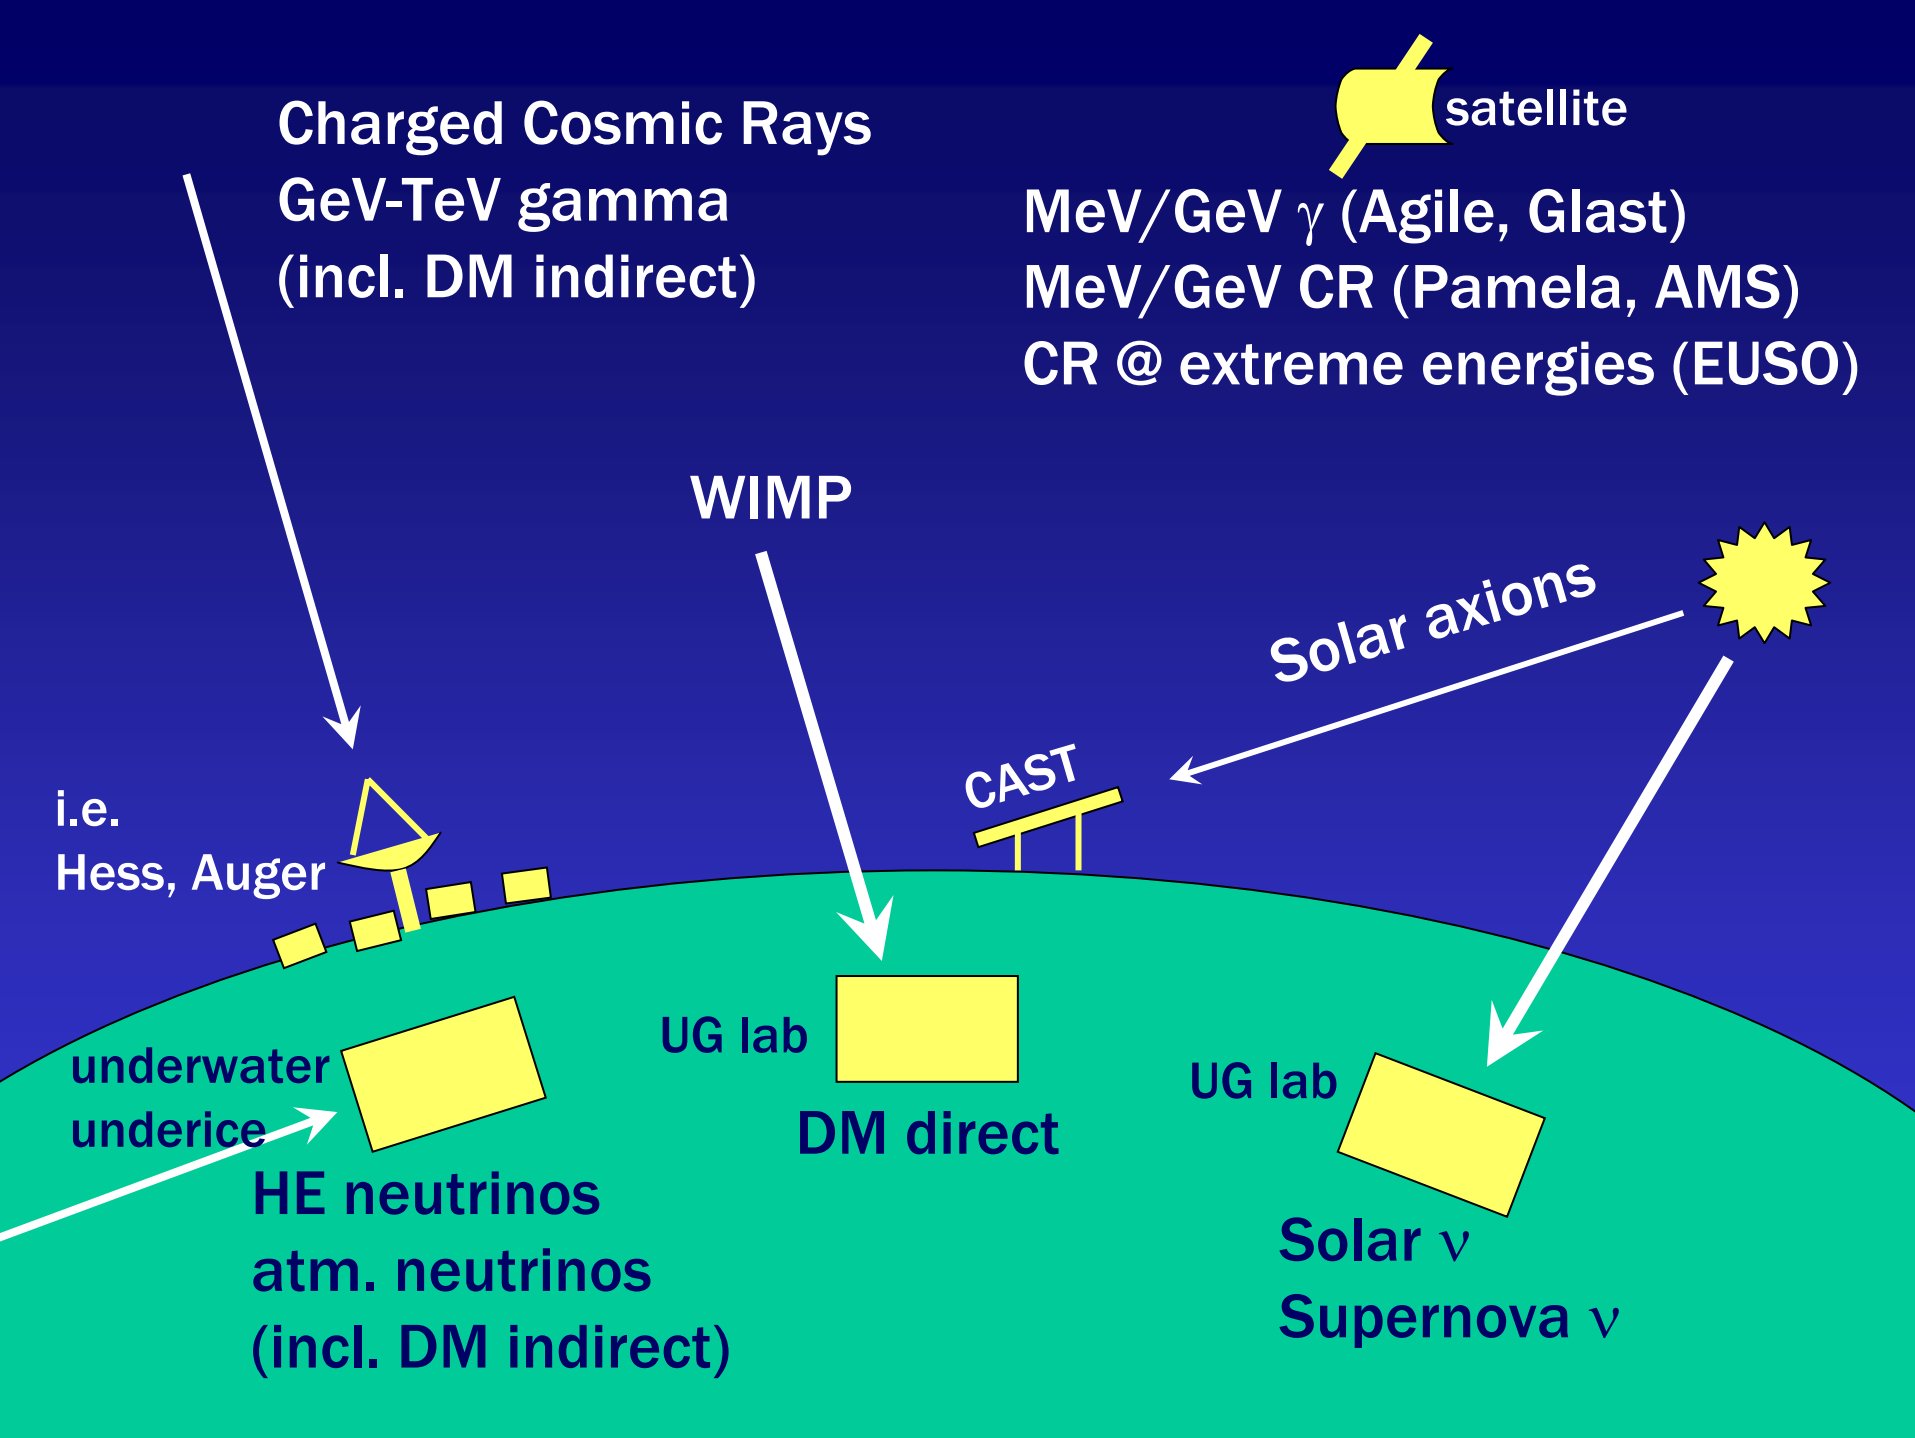 Charged Cosmic Rays
GeV-TeV gamma
(incl. DM indirect)
satellite
MeV/GeV γ (Agile, Glast)
MeV/GeV CR (Pamela, AMS)
CR @ extreme energies (EUSO)
WIMP
Solar axions
CAST
i.e.
Hess, Auger
underwater
underice
HE neutrinos
atm. neutrinos
(incl. DM indirect)
UG lab
DM direct
UG lab
Solar ν
Supernova ν